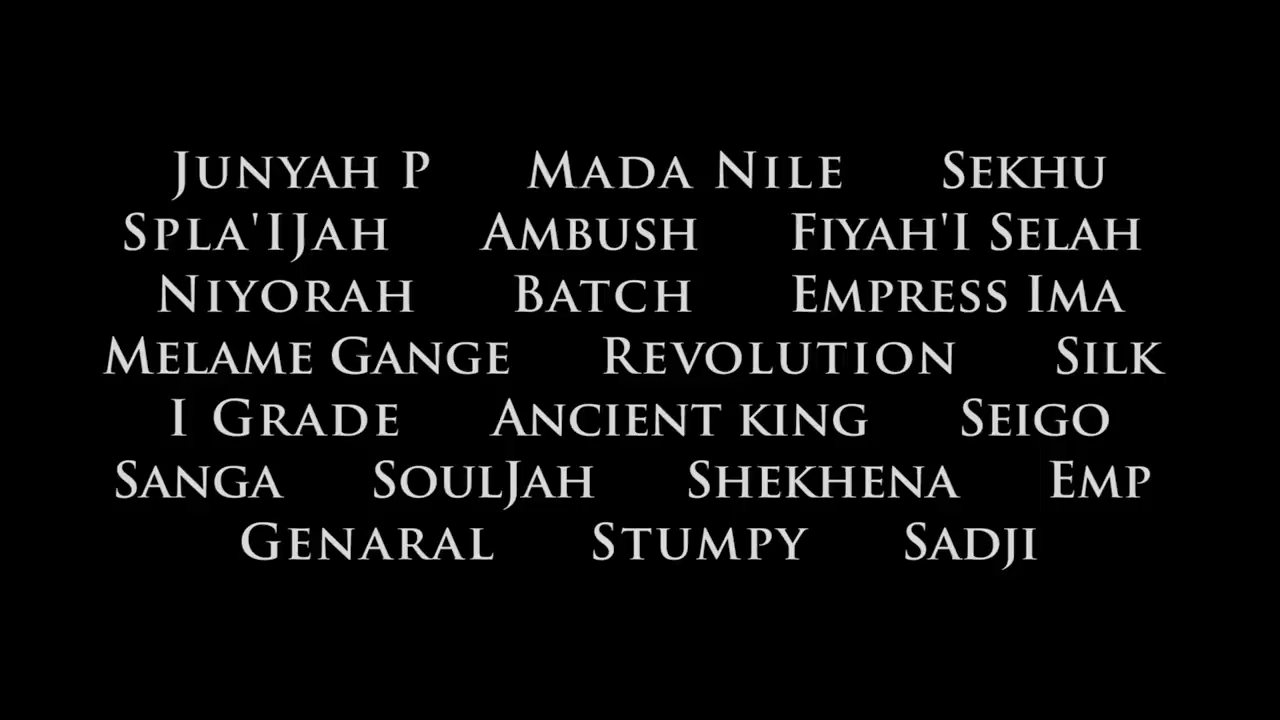 Junyah P Mada Nile Sekhu
Spla'IJah Ambush Fiyah'I Selah
Niyorah Batch Empress Ima
Melame Gange Revolution Silk
I Grade Ancient king Seigo
Sanga SoulJah Shekhena Emp
Genaral Stumpy Sadji